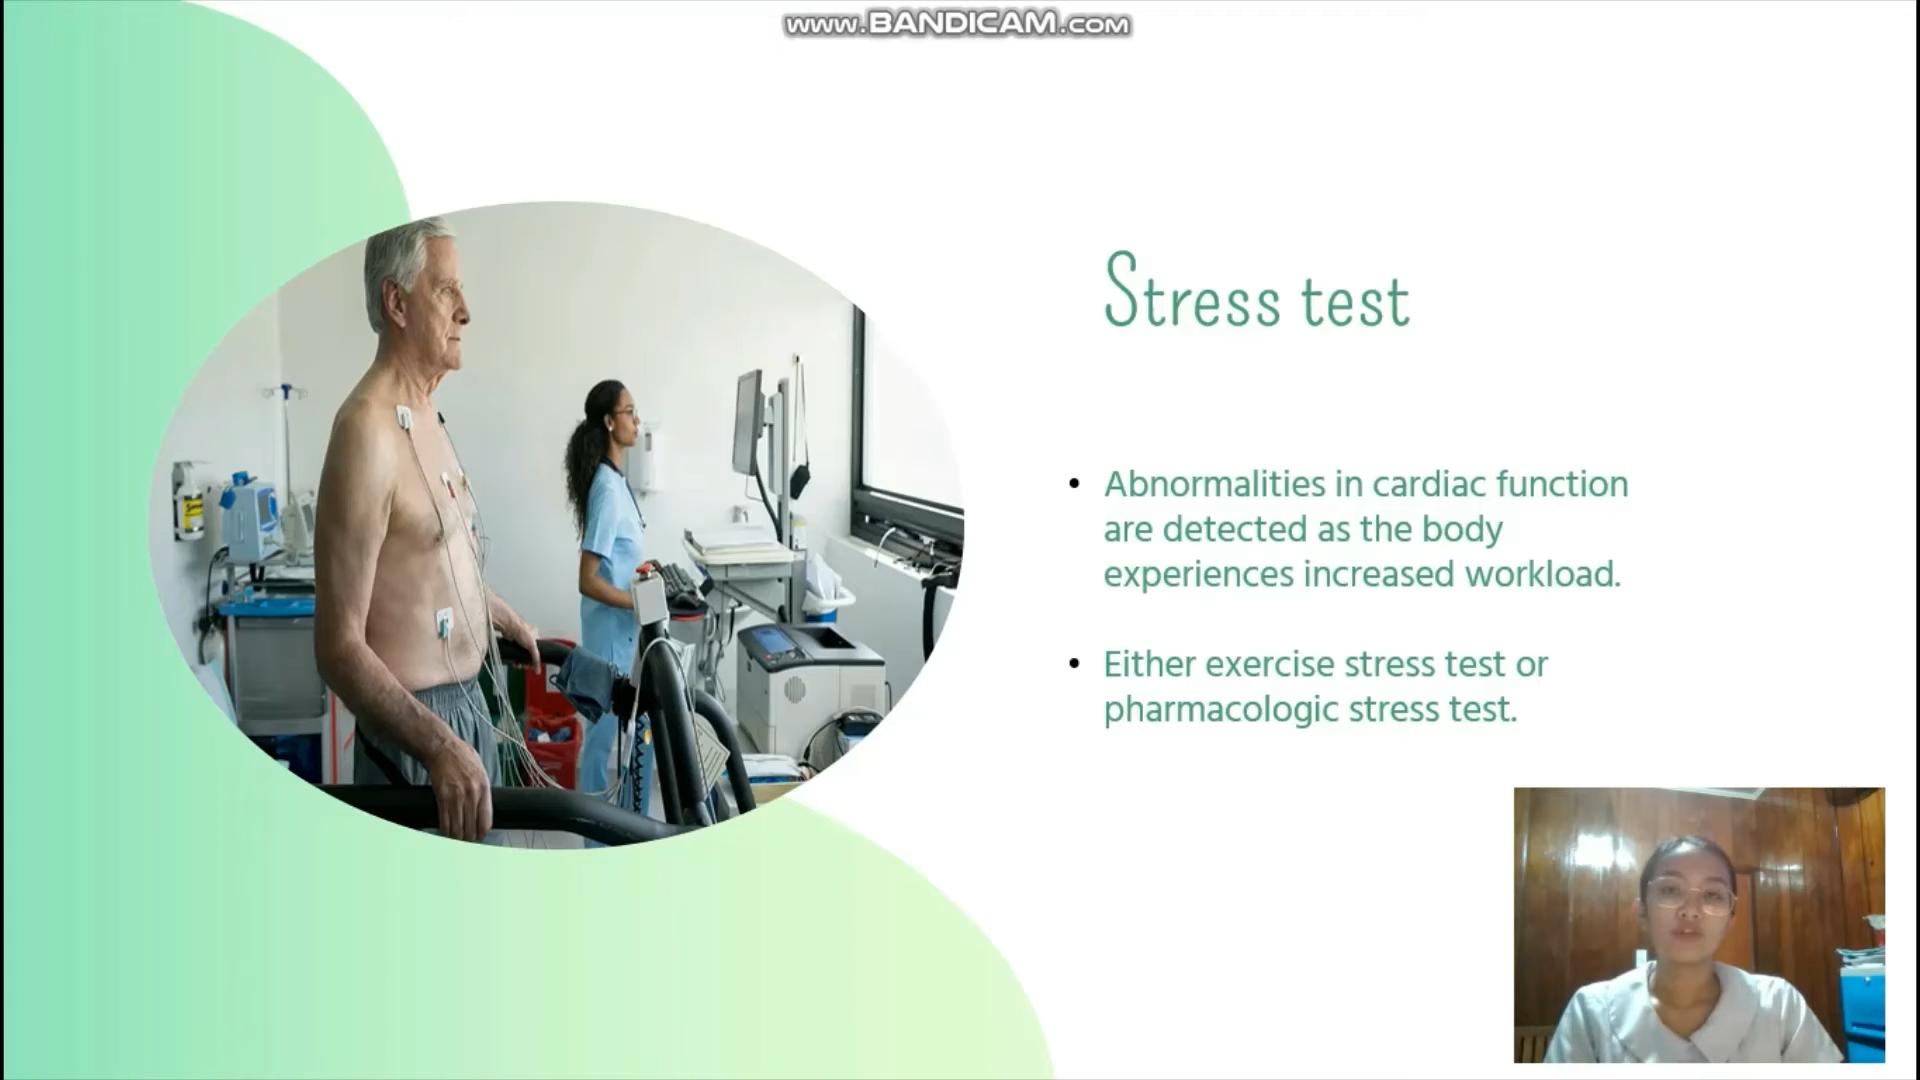 www.BANDICAM.com
Stress test
• Abnormalities in cardiac function
are detected as the body
experiences increased workload.
• Either exercise stress test or
pharmacologic stress test.